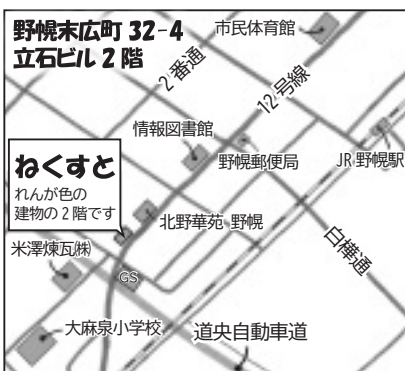 野幌末広町 32-4
立石ビル 2 階
市民体育館
2 番通
12 号線
情報図書館
野幌郵便局
JR 野幌駅
ねくすと
れんが色の
建物の 2 階です
北野華苑 野幌
白樺通
米澤煉瓦㈱
GS
大麻泉小学校
道央自動車道